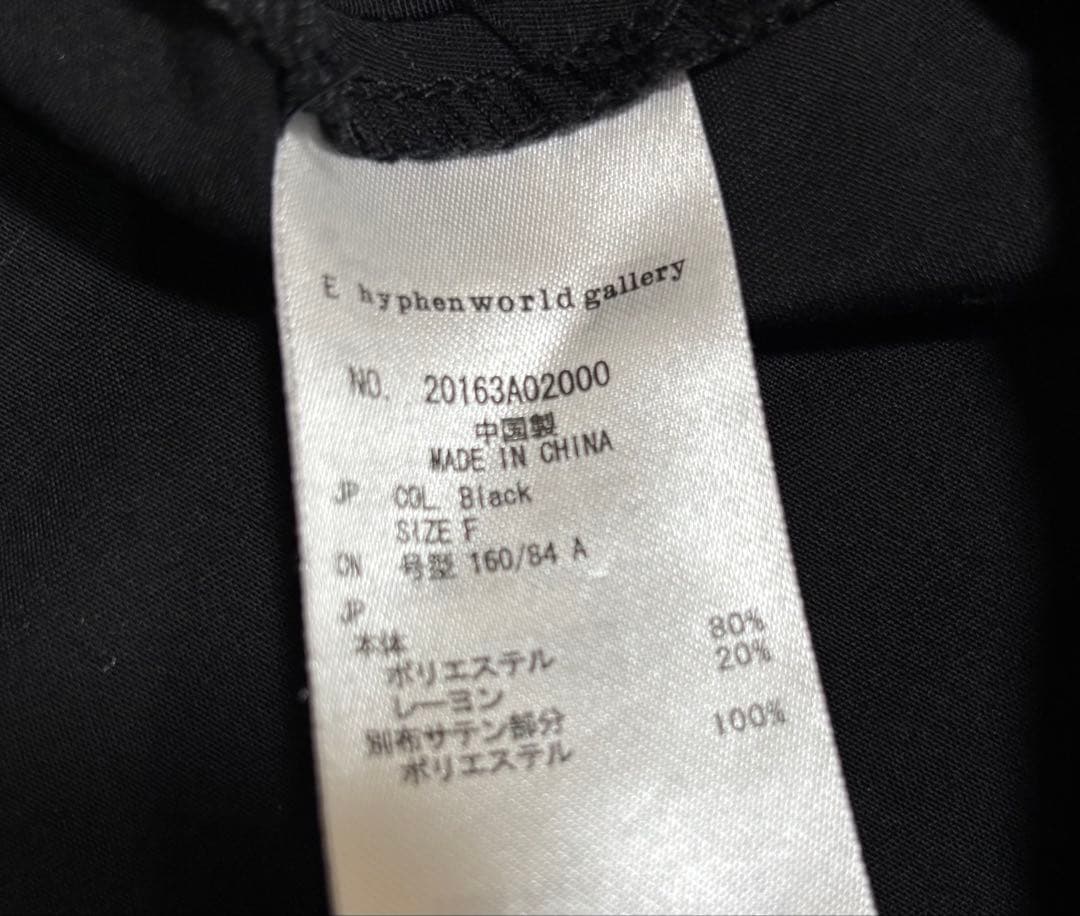 E hyphen world gallery
NO. 20163A02000
中国製
MADE IN CHINA
JP COL Black
SIZE F
CN 号型 160/84 A
JP
本体
ポリエステル 80%
レーヨン 20%
別布サテン部分
ポリエステル 100%